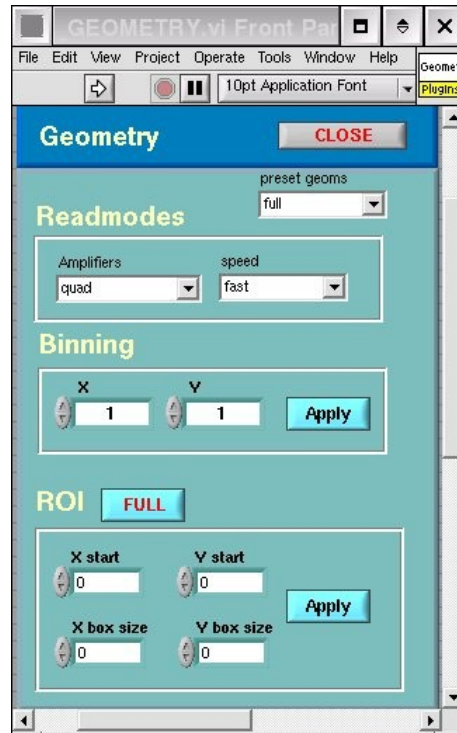 GEOMETRY.vi Front Pan
File Edit View Project Operate Tools Window Help
Geomet
10pt Application Font
Plugins
Geometry
CLOSE
preset geoms
full
Readmodes
Amplifiers speed
quad fast
Binning
X Y
1 1 Apply
ROI FULL
X start Y start
0 0
Apply
X box size Y box size
0 0